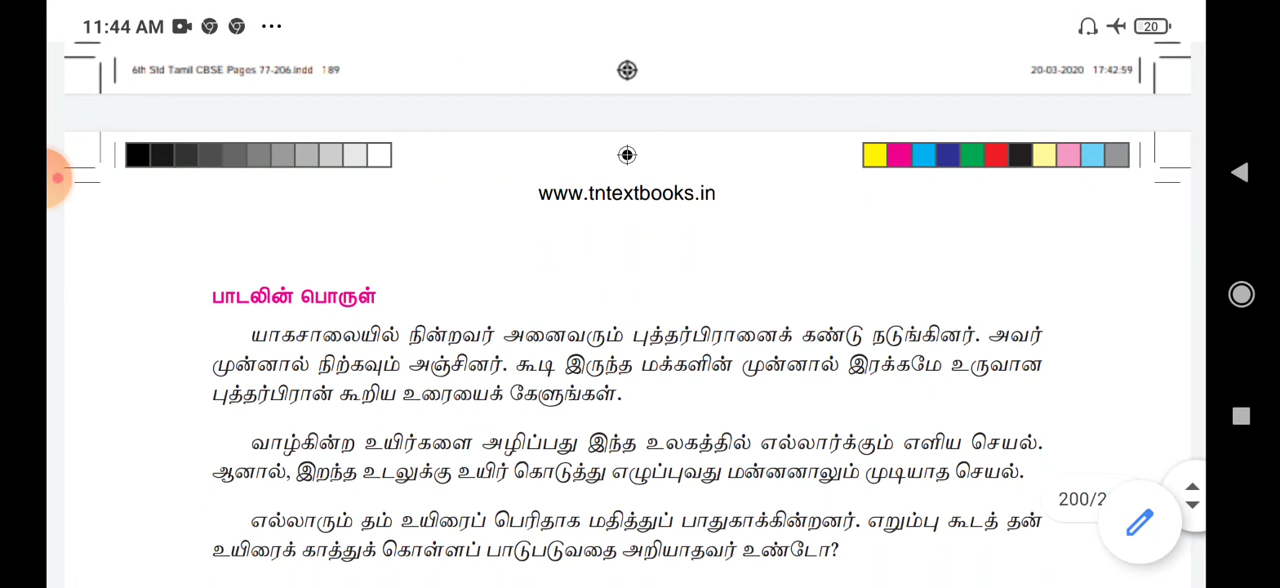 11:44 AM ...
20
6th Std Tamil CBSE Pages 77-206.indd 189
20-03-2020 17:42:59
www.tntextbooks.in
பாடலின் பொருள்
யாகசாலையில் நின்றவர் அனைவரும் புத்தர்பிரானைக் கண்டு நடுங்கினர். அவர்
முன்னால் நிற்கவும் அஞ்சினர். கூடி இருந்த மக்களின் முன்னால் இரக்கமே உருவான
புத்தர்பிரான் கூறிய உரையைக் கேளுங்கள்.
வாழ்கின்ற உயிர்களை அழிப்பது இந்த உலகத்தில் எல்லார்க்கும் எளிய செயல்.
ஆனால், இறந்த உடலுக்கு உயிர் கொடுத்து எழுப்புவது மன்னனாலும் முடியாத செயல்.
எல்லாரும் தம் உயிரைப் பெரிதாக மதித்துப் பாதுகாக்கின்றனர். எறும்பு கூடத் தன்
உயிரைக் காத்துக் கொள்ளப் பாடுபடுவதை அறியாதவர் உண்டோ?
200/2